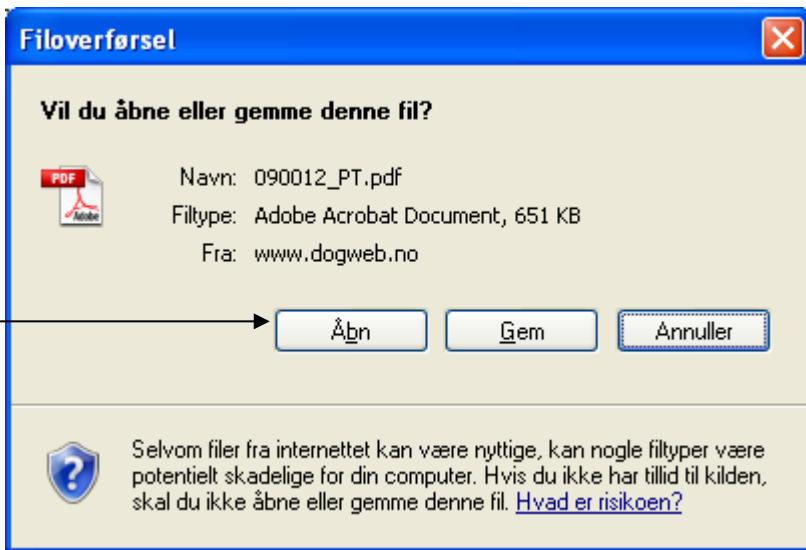 Filoverførsel
Vil du åbne eller gemme denne fil?
PDF
Adobe
Navn: 090012_PT.pdf
Filtype: Adobe Acrobat Document, 651 KB
Fra: www.dogweb.no
Åbn Gem Annuller
Selvom filer fra internettet kan være nyttige, kan nogle filtyper være
potentielt skadelige for din computer. Hvis du ikke har tillid til kilden,
skal du ikke åbne eller gemme denne fil. Hvad er risikoen?